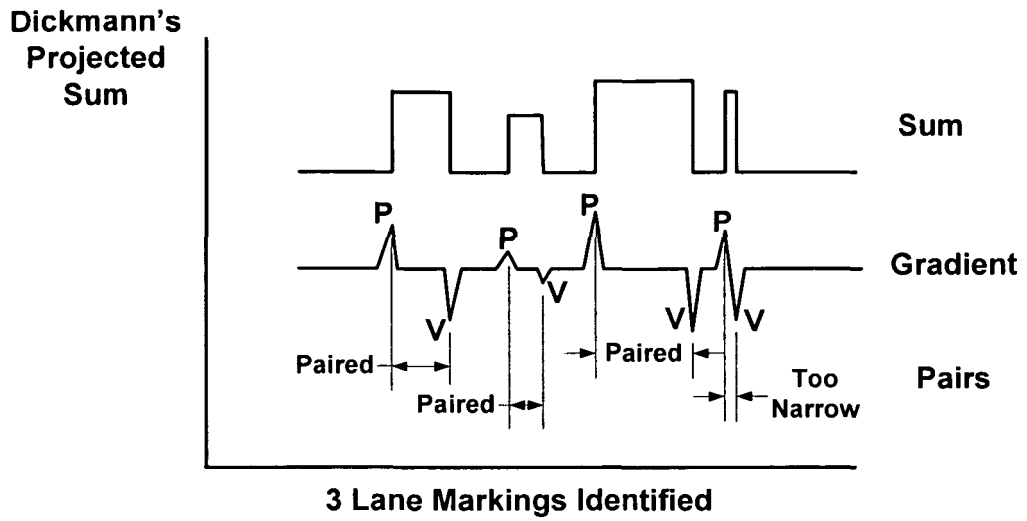 Dickmann's
Projected
Sum
Sum
P
P
P
P
Gradient
V
V
V
V
Paired
Paired
Paired
Too
Narrow
Pairs
3 Lane Markings Identified